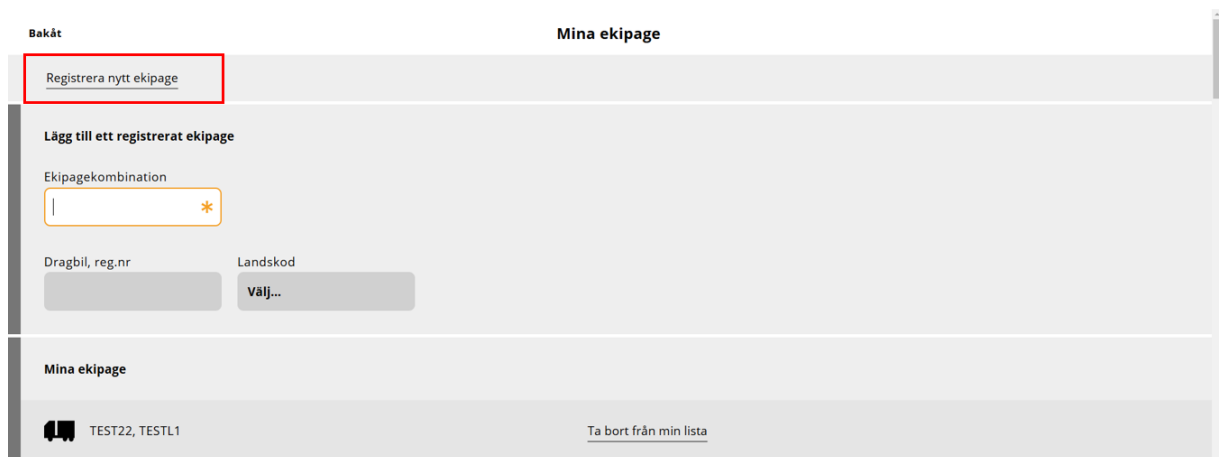 Bakåt
Mina ekipage
Registrera nytt ekipage
Lägg till ett registrerat ekipage
Ekipagekombination
*
Dragbil, reg.nr
Landskod
Välj...
Mina ekipage
TEST22, TESTL1
Ta bort från min lista